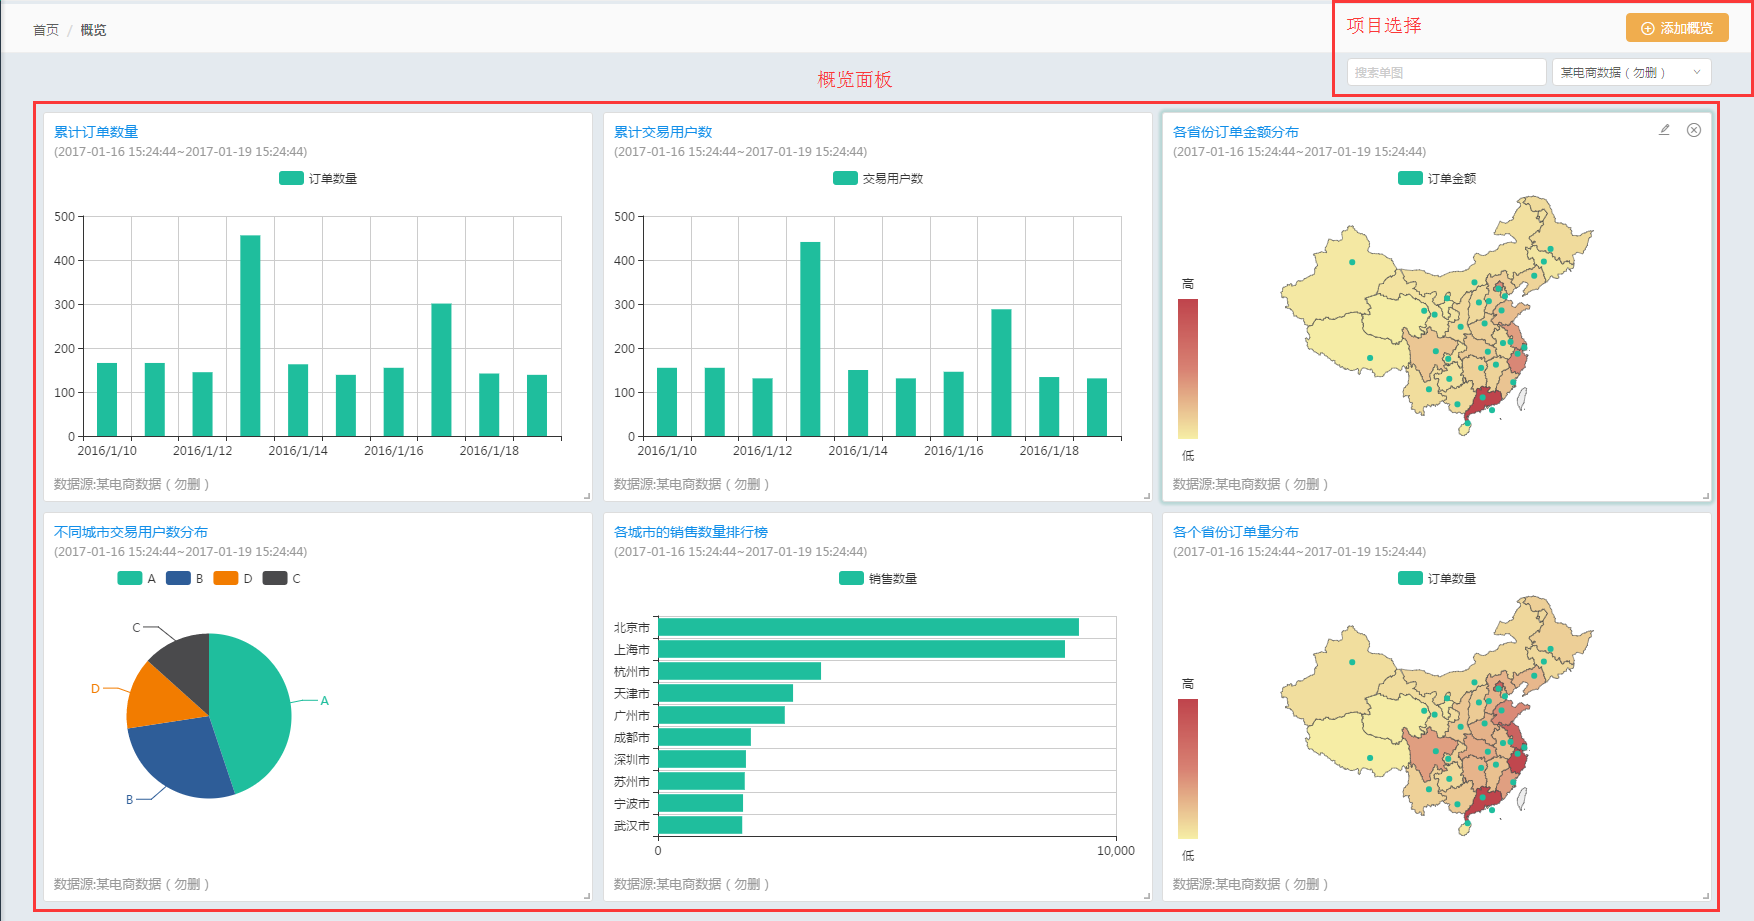 首页 / 概览
项目选择
添加概览
概览面板
搜索单图
某电商数据（勿删）
累计订单数量
(2017-01-16 15:24:44~2017-01-19 15:24:44)
订单数量
500
400
300
200
100
0
2016/1/10 2016/1/12 2016/1/14 2016/1/16 2016/1/18
数据源:某电商数据（勿删）
累计交易用户数
(2017-01-16 15:24:44~2017-01-19 15:24:44)
交易用户数
500
400
300
200
100
0
2016/1/10 2016/1/12 2016/1/14 2016/1/16 2016/1/18
数据源:某电商数据（勿删）
各省份订单金额分布
(2017-01-16 15:24:44~2017-01-19 15:24:44)
订单金额
高
低
数据源:某电商数据（勿删）
不同城市交易用户数分布
(2017-01-16 15:24:44~2017-01-19 15:24:44)
A B D C
C
D
A
B
数据源:某电商数据（勿删）
各城市的销售数量排行榜
(2017-01-16 15:24:44~2017-01-19 15:24:44)
销售数量
北京市
上海市
杭州市
天津市
广州市
成都市
深圳市
苏州市
宁波市
武汉市
0 10,000
数据源:某电商数据（勿删）
各个省份订单量分布
(2017-01-16 15:24:44~2017-01-19 15:24:44)
订单数量
高
低
数据源:某电商数据（勿删）